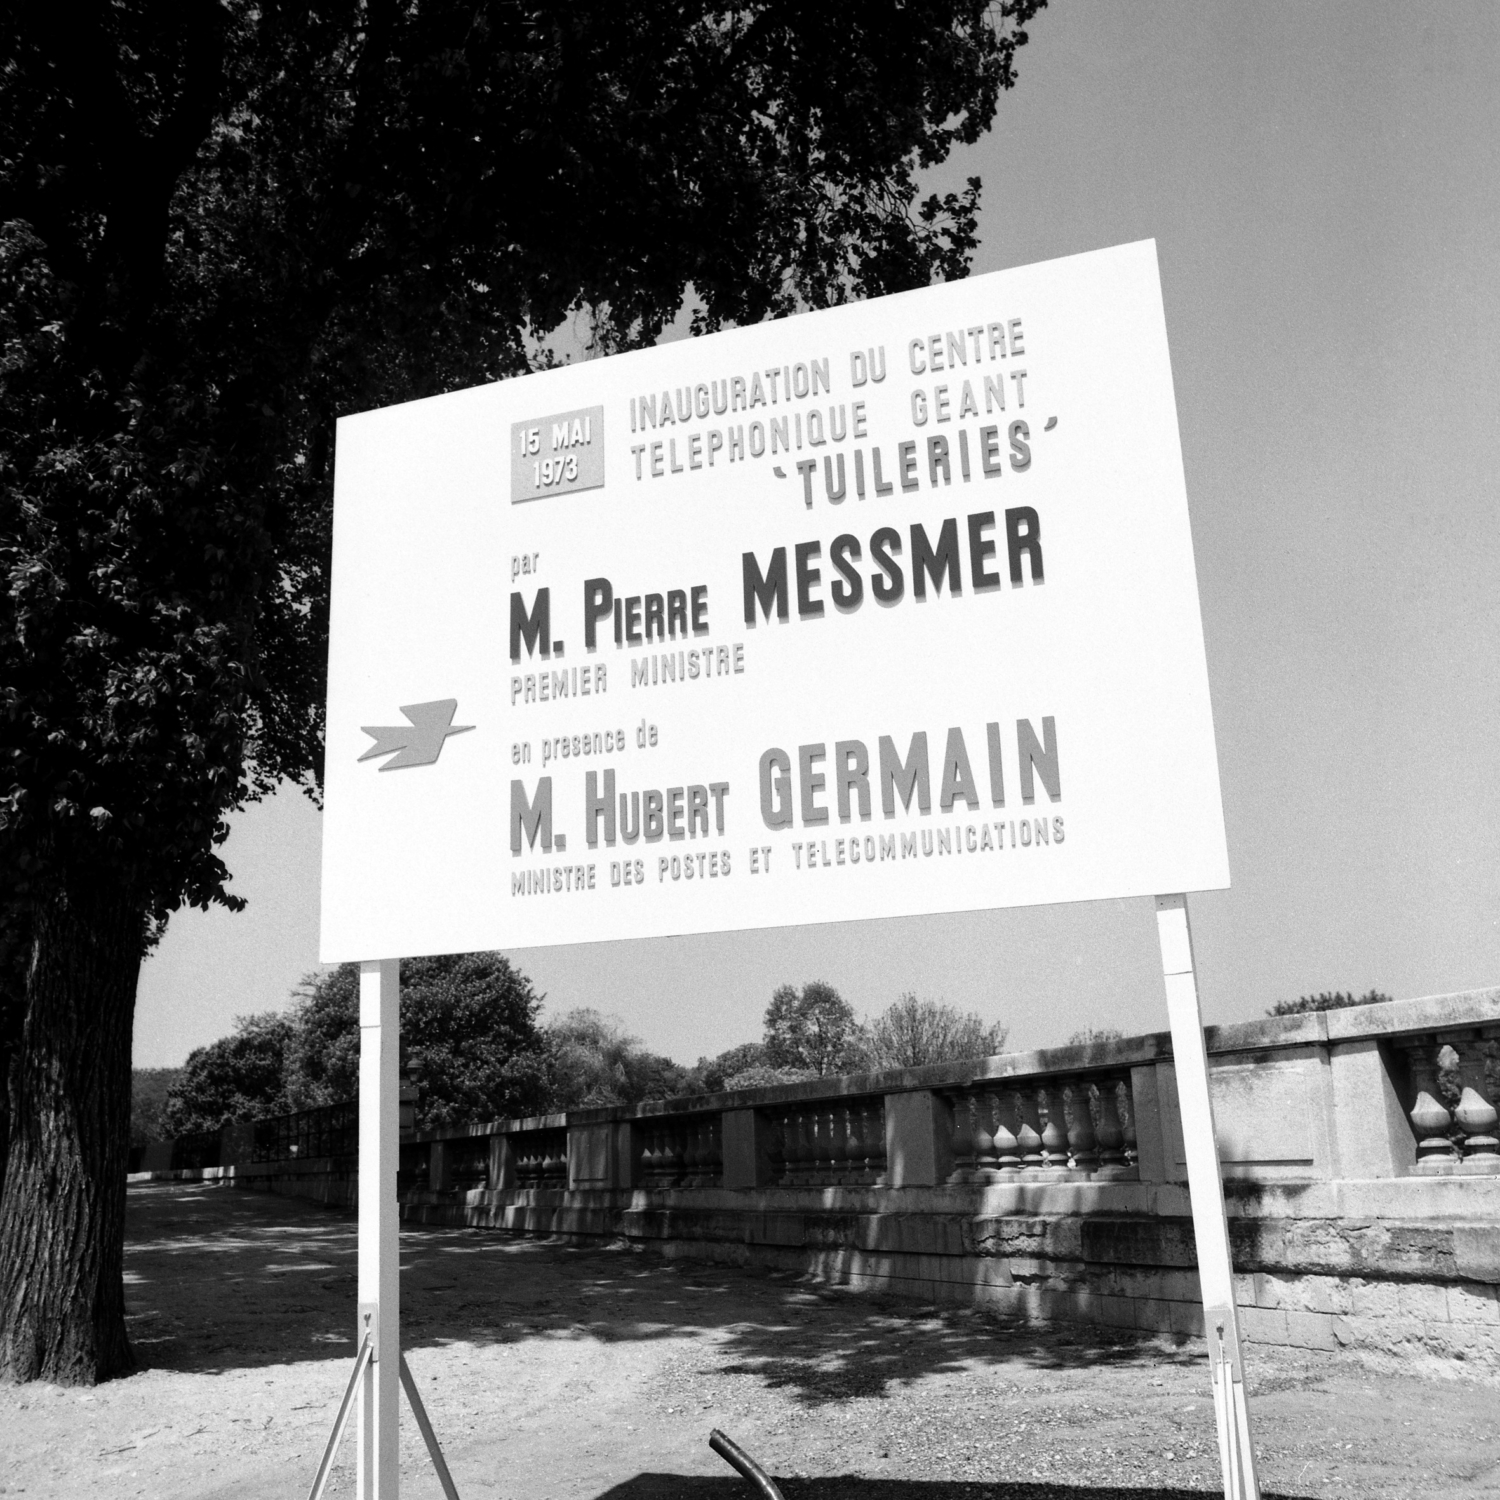 15 MAI
1973
INAUGURATION DU CENTRE
TELEPHONIQUE GEANT
‘TUILERIES’
par
M. PIERRE MESSMER
PREMIER MINISTRE
en presence de
M. HUBERT GERMAIN
MINISTRE DES POSTES ET TELECOMMUNICATIONS